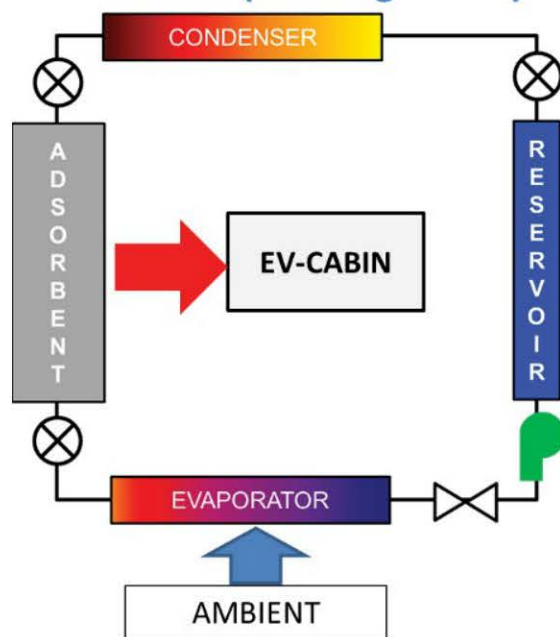 CONDENSER
ADSORBENT
RESERVOIR
EV-CABIN
EVAPORATOR
AMBIENT